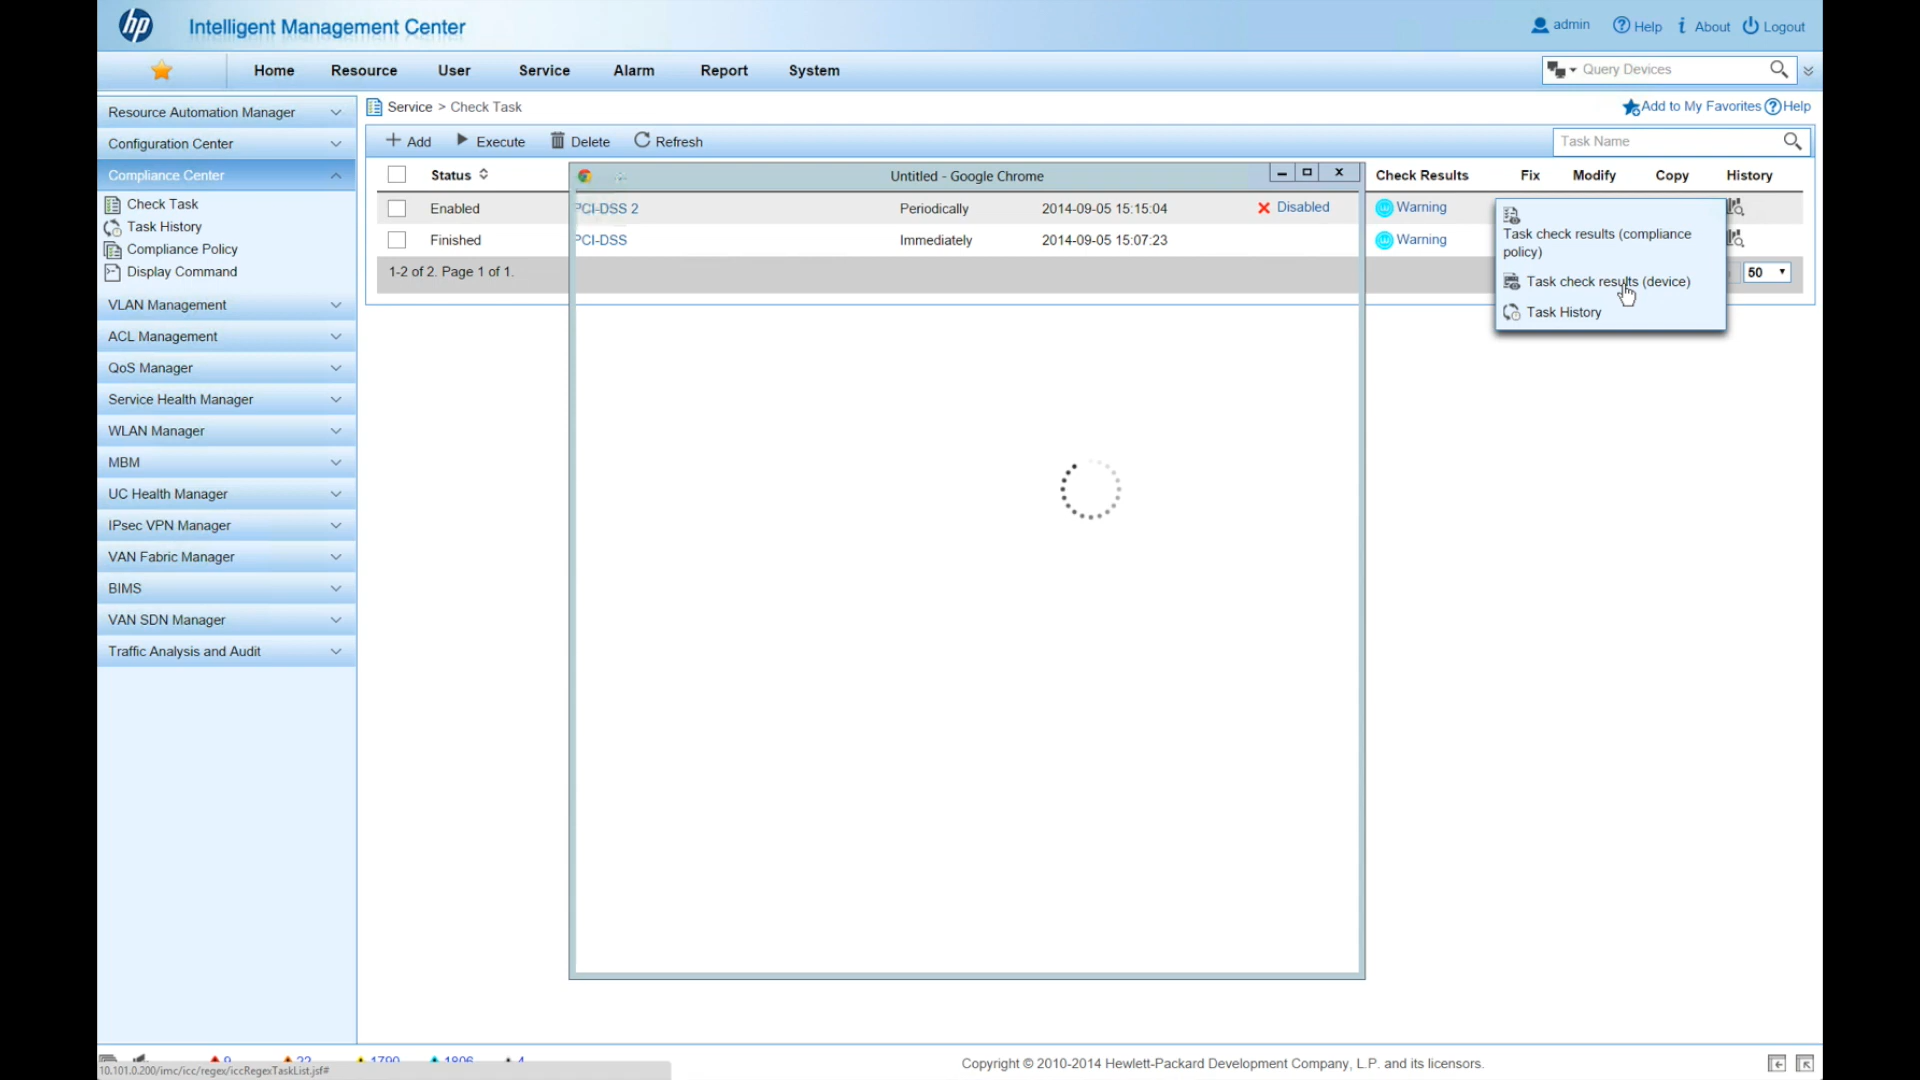 hp Intelligent Management Center
admin Help About Logout
Home Resource User Service Alarm Report System
Query Devices
Resource Automation Manager
Configuration Center
Compliance Center
Check Task
Task History
Compliance Policy
Display Command
VLAN Management
ACL Management
QoS Manager
Service Health Manager
WLAN Manager
MBM
UC Health Manager
IPsec VPN Manager
VAN Fabric Manager
BIMS
VAN SDN Manager
Traffic Analysis and Audit
Service > Check Task
Add to My Favorites Help
Add Execute Delete Refresh
Task Name
Status Check Results Fix Modify Copy History
Untitled - Google Chrome
Enabled PCI-DSS 2 Periodically 2014-09-05 15:15:04 Disabled Warning
Finished PCI-DSS Immediately 2014-09-05 15:07:23 Warning
1-2 of 2. Page 1 of 1.
50
Task check results (compliance
policy)
Task check results (device)
Task History
9 22 1790 1806 4
10.101.0.200/imc/icc/regex/iccRegexTaskList.jsf#
Copyright © 2010-2014 Hewlett-Packard Development Company, L.P. and its licensors.